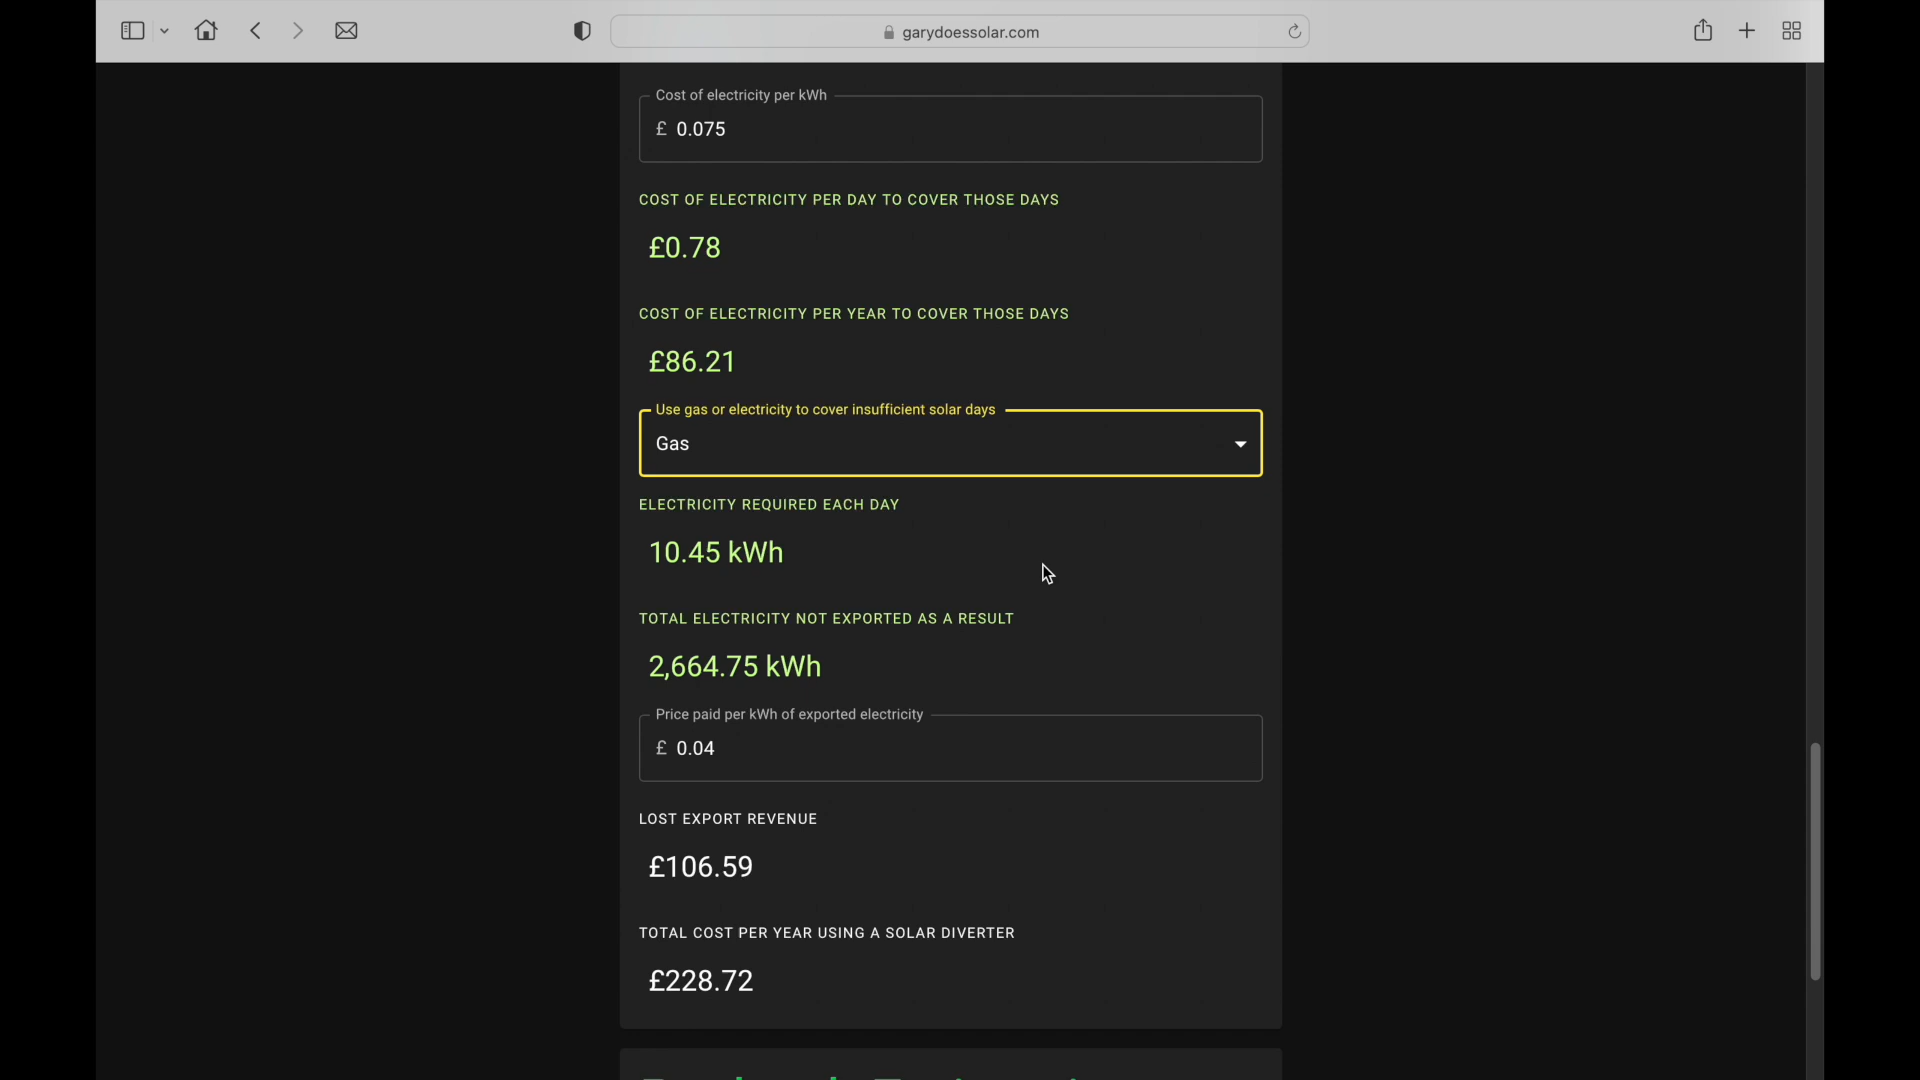 garydoessolar.com
Cost of electricity per kWh
£ 0.075
COST OF ELECTRICITY PER DAY TO COVER THOSE DAYS
£0.78
COST OF ELECTRICITY PER YEAR TO COVER THOSE DAYS
£86.21
Use gas or electricity to cover insufficient solar days
Gas
ELECTRICITY REQUIRED EACH DAY
10.45 kWh
TOTAL ELECTRICITY NOT EXPORTED AS A RESULT
2,664.75 kWh
Price paid per kWh of exported electricity
£ 0.04
LOST EXPORT REVENUE
£106.59
TOTAL COST PER YEAR USING A SOLAR DIVERTER
£228.72